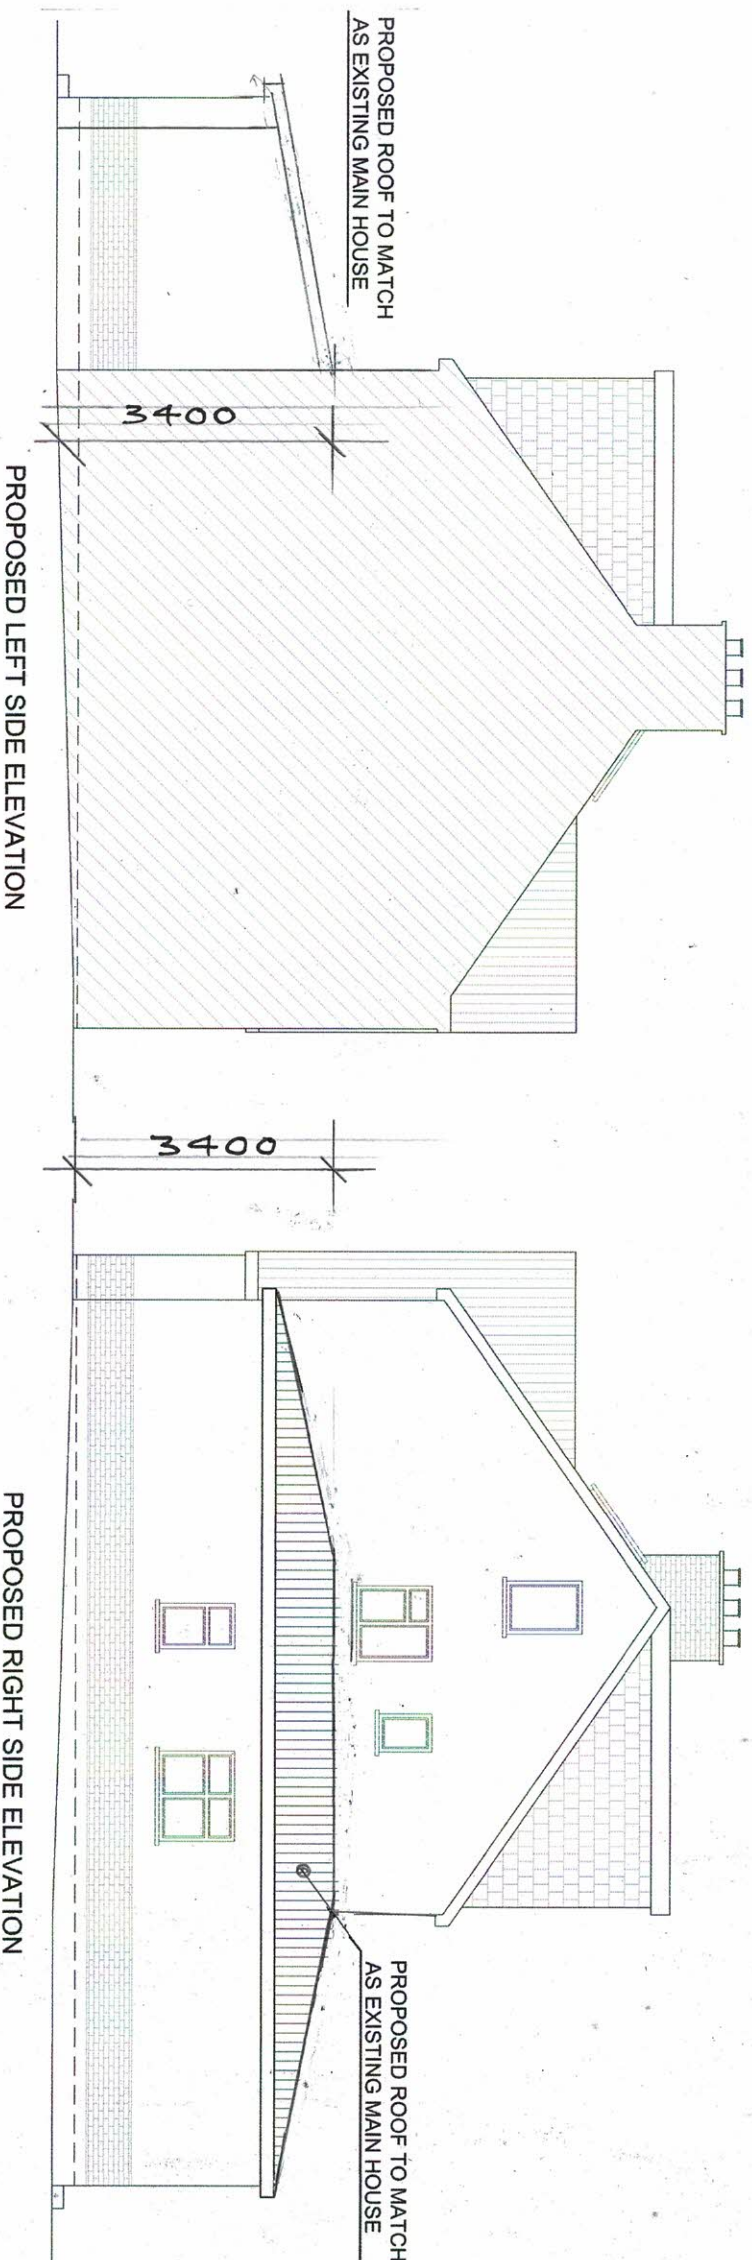 PROPOSED ROOF TO MATCH
AS EXISTING MAIN HOUSE
3400
PROPOSED LEFT SIDE ELEVATION
3400
PROPOSED ROOF TO MATCH
AS EXISTING MAIN HOUSE
PROPOSED RIGHT SIDE ELEVATION